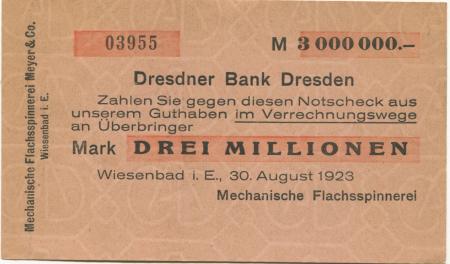 03955
M 3 000 000.-
Dresdner Bank Dresden
Zahlen Sie gegen diesen Notscheck aus
unserem Guthaben im Verrechnungswege
an Überbringer
Mark DREI MILLIONEN
Wiesenbad i. E., 30. August 1923
Mechanische Flachsspinnerei
Mechanische Flachsspinnerei Meyer & Co.
Wiesenbad i. E.